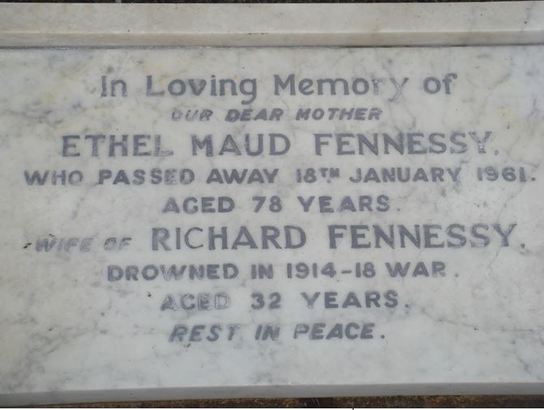 In Loving Memory of
OUR DEAR MOTHER
ETHEL MAUD FENNESSY.
WHO PASSED AWAY 18TH JANUARY 1961.
AGED 78 YEARS.
WIFE OF RICHARD FENNESSY.
DROWNED IN 1914-18 WAR.
AGED 32 YEARS.
REST IN PEACE.